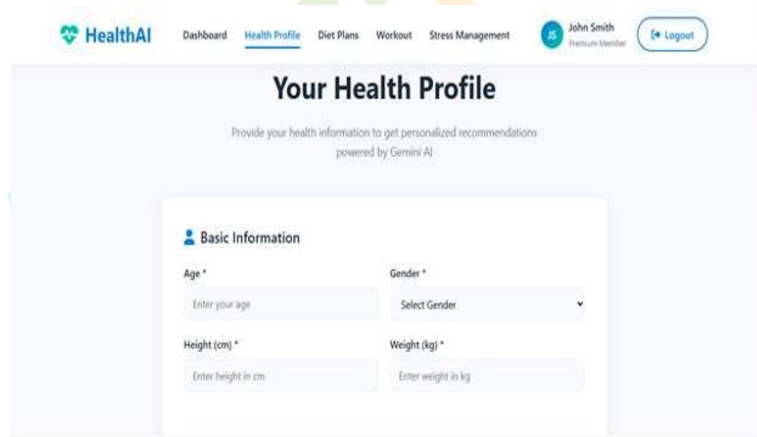 HealthAI
Dashboard Health Profile Diet Plans Workout Stress Management
JS
John Smith
Premium Member
Logout
Your Health Profile
Provide your health information to get personalized recommendations
powered by Gemini AI
Basic Information
Age *
Gender *
Enter your age
Select Gender
Height (cm) *
Weight (kg) *
Enter height in cm
Enter weight in kg